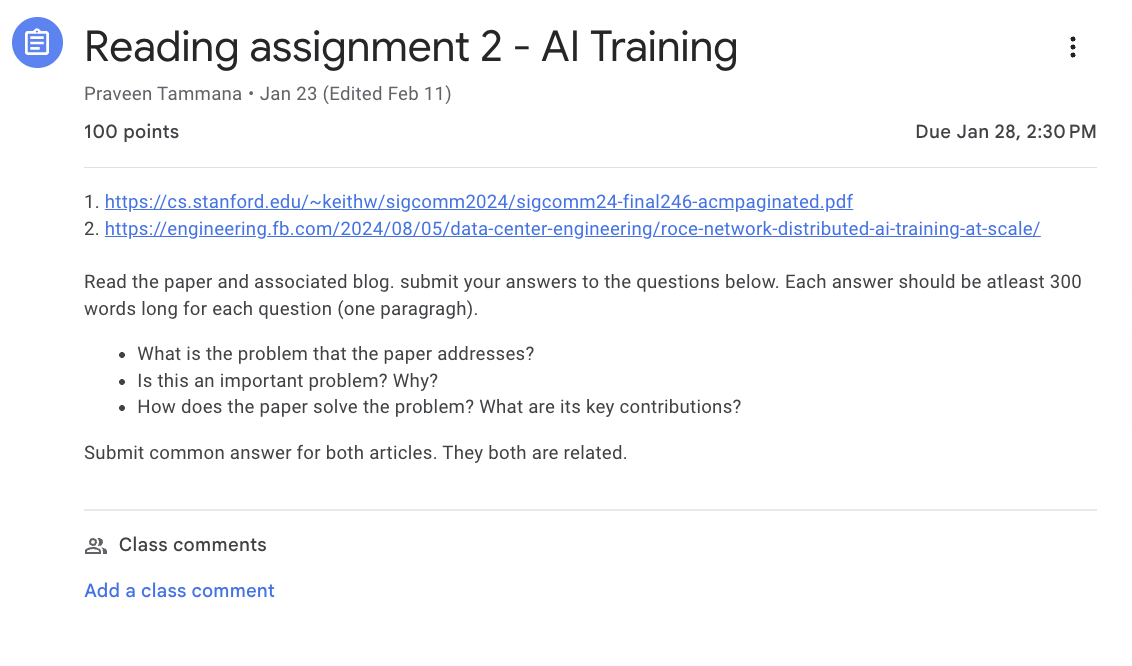 Reading assignment 2 - AI Training
Praveen Tammana • Jan 23 (Edited Feb 11)
100 points
Due Jan 28, 2:30 PM
1. https://cs.stanford.edu/~keithw/sigcomm2024/sigcomm24-final246-acmpaginated.pdf
2. https://engineering.fb.com/2024/08/05/data-center-engineering/roce-network-distributed-ai-training-at-scale/
Read the paper and associated blog. submit your answers to the questions below. Each answer should be atleast 300
words long for each question (one paragragh).
• What is the problem that the paper addresses?
• Is this an important problem? Why?
• How does the paper solve the problem? What are its key contributions?
Submit common answer for both articles. They both are related.
Class comments
Add a class comment